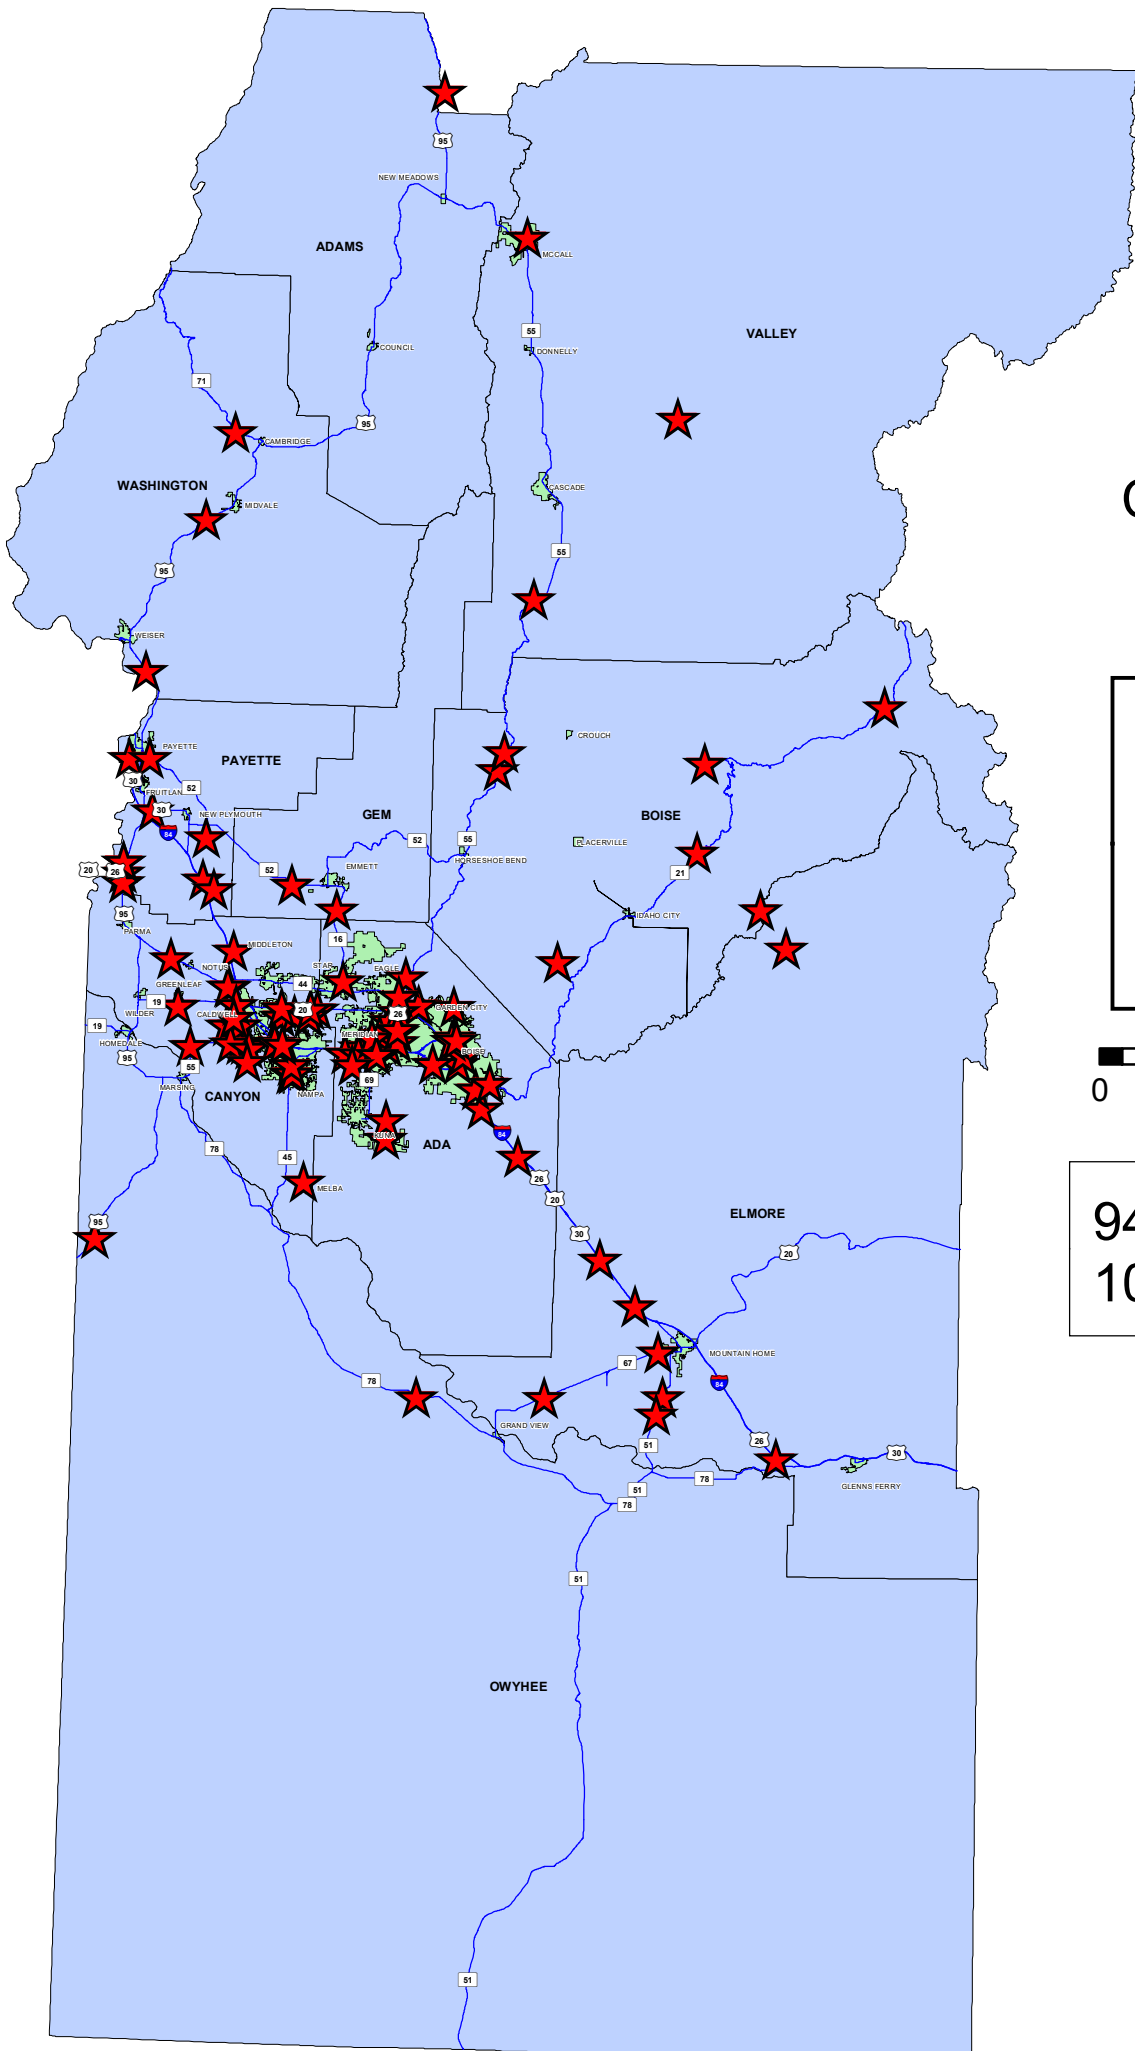 95
NEW MEADOWS
ADAMS
MCCALL
55
VALLEY
COUNCIL
DONNELLY
71
95
CAMBRIDGE
WASHINGTON
CASCADE
MIDVALE
55
95
WEISER
CROUCH
PAYETTE
PAYETTE
30
52
FRUITLAN
30
NEW PLYMOUTH
GEM
BOISE
84
52
55
PLACERVILLE
HORSESHOE BEND
20
26
52
EMMETT
21
95
IDAHO CITY
PARMA
16
MIDDLETON
NOTUS
STAR
EAGLE
GREENLEAF
44
19
WILDER
CALDWELL
20
26
GARDEN CITY
19
HOMEDALE
MERIDIAN
BOISE
95
55
69
MARSING
CANYON
NAMPA
0
KUNA
84
ADA
78
45
MELBA
26
20
95
ELMORE
30
20
94
10
MOUNTAIN HOME
67
78
84
GRAND VIEW
51
26
30
78
GLENNS FERRY
51
78
51
OWYHEE
51